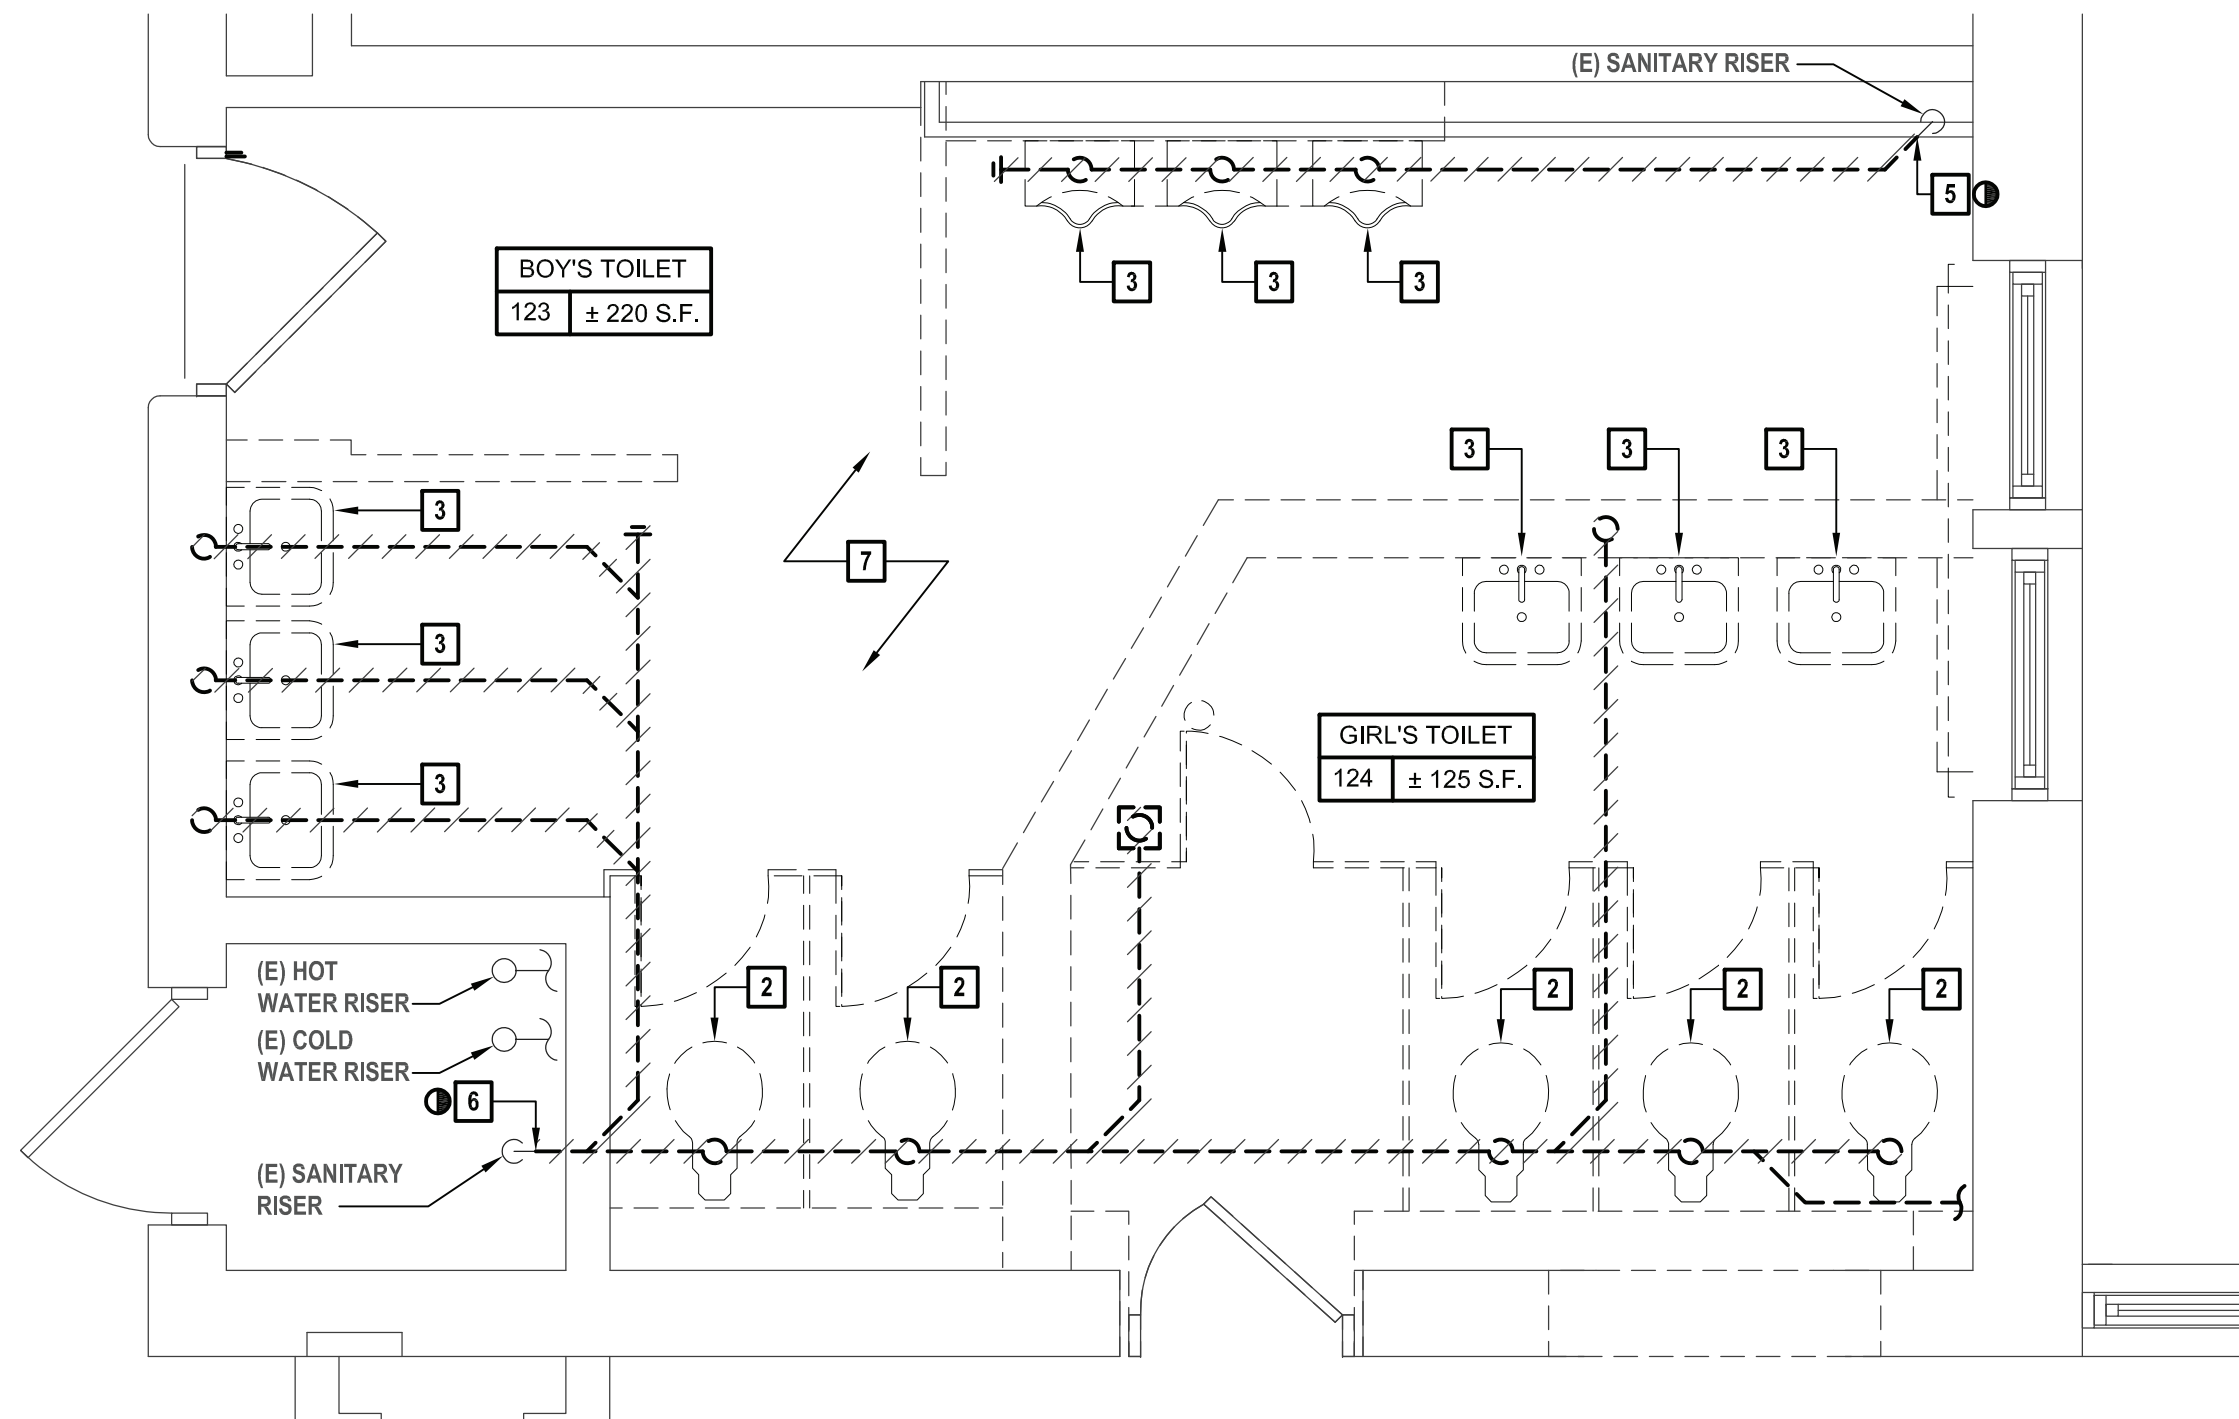 (E) SANITARY RISER
5
BOY'S TOILET
123
± 220 S.F.
3
3
3
3
3
3
3
3
3
7
GIRL'S TOILET
124
± 125 S.F.
(E) HOT
WATER RISER
(E) COLD
WATER RISER
6
(E) SANITARY
RISER
2
2
2
2
2